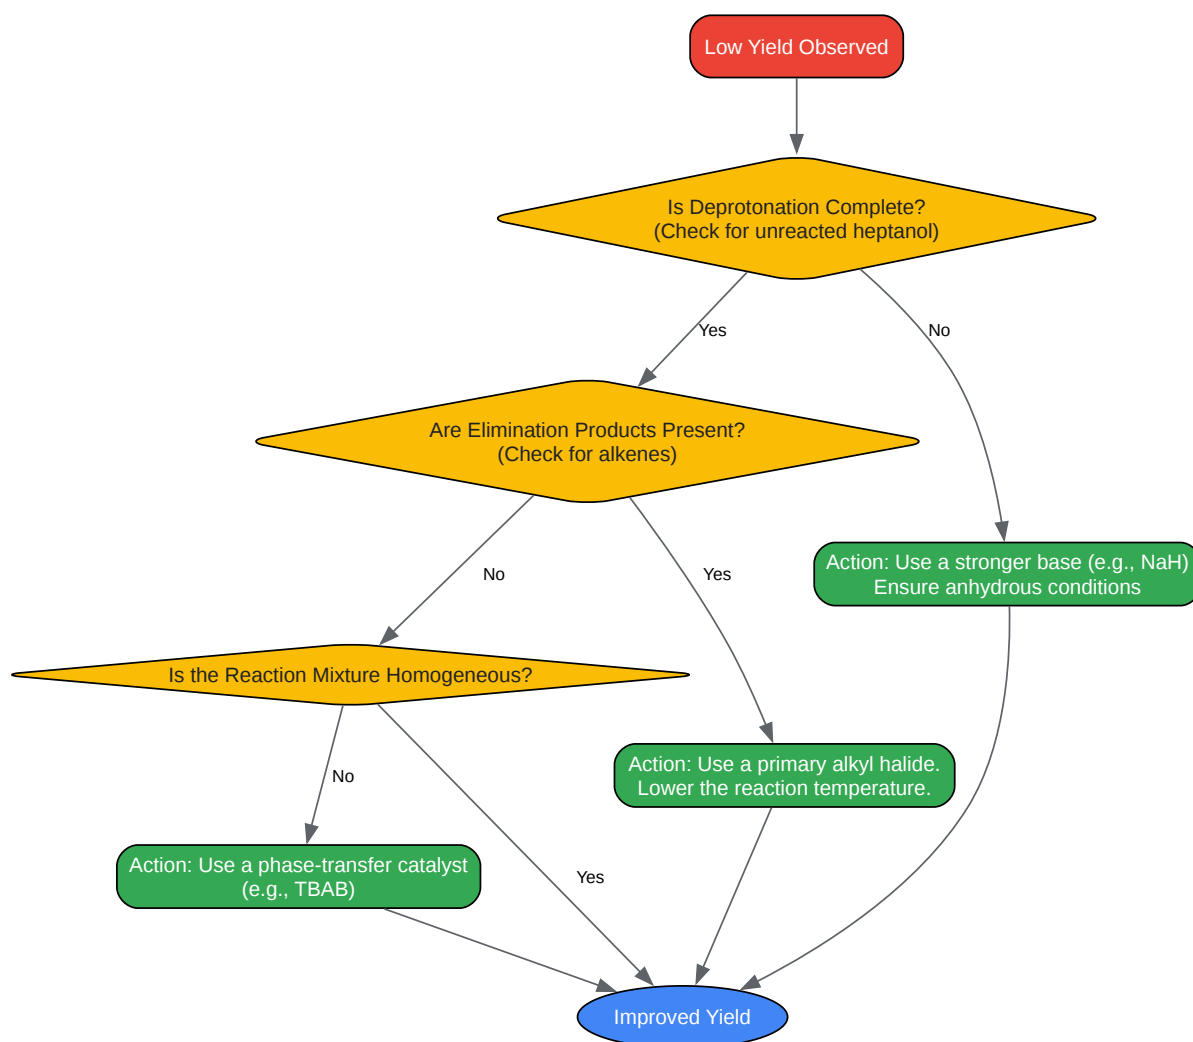 Low Yield Observed
Is Deprotonation Complete?
(Check for unreacted heptanol)
Yes
No
Are Elimination Products Present?
(Check for alkenes)
No
Yes
Action: Use a stronger base (e.g., NaH)
Ensure anhydrous conditions
Is the Reaction Mixture Homogeneous?
Action: Use a primary alkyl halide.
Lower the reaction temperature.
No
Action: Use a phase-transfer catalyst
(e.g., TBAB)
Yes
Improved Yield